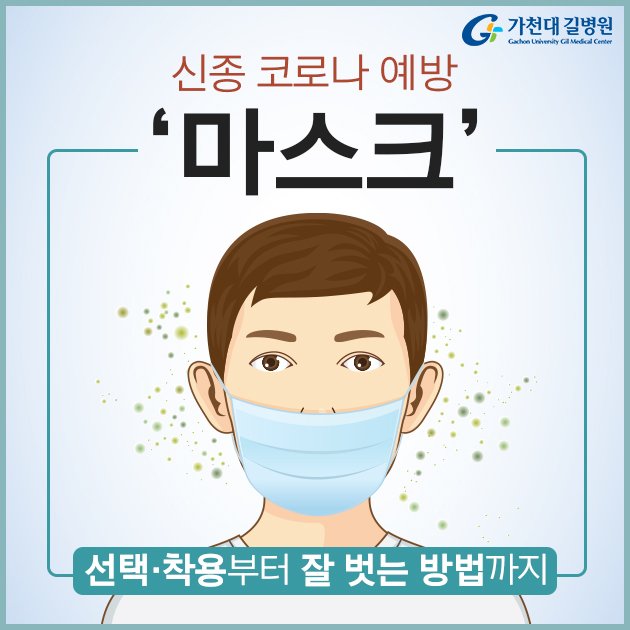 가천대 길병원
Gachon University Gil Medical Center
신종 코로나 예방
‘마스크’
선택·착용부터 잘 벗는 방법까지